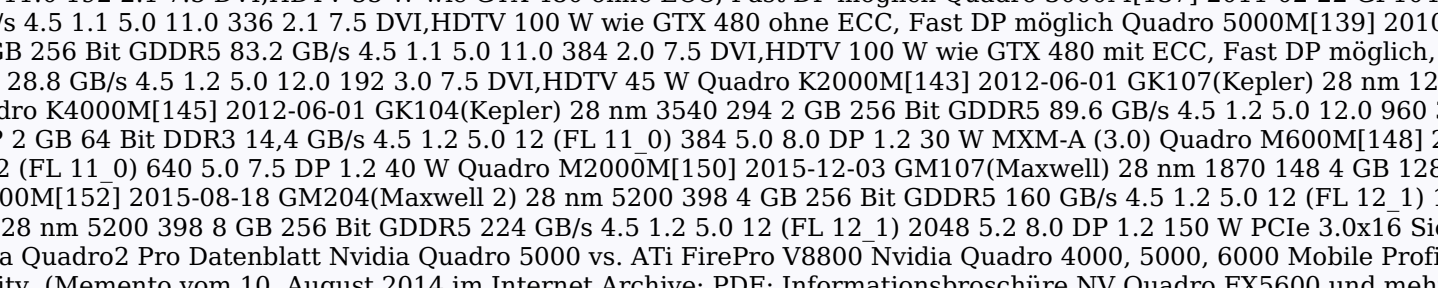 /s 4.5 1.1 5.0 11.0 336 2.1 7.5 DVI,HDTV 100 W wie GTX 480 ohne ECC, Fast DP möglich Quadro 5000M[139] 2010
GB 256 Bit GDDR5 83.2 GB/s 4.5 1.1 5.0 11.0 384 2.0 7.5 DVI,HDTV 100 W wie GTX 480 mit ECC, Fast DP möglich,
28.8 GB/s 4.5 1.2 5.0 12.0 192 3.0 7.5 DVI,HDTV 45 W Quadro K2000M[143] 2012-06-01 GK107(Kepler) 28 nm 12
dro K4000M[145] 2012-06-01 GK104(Kepler) 28 nm 3540 294 2 GB 256 Bit GDDR5 89.6 GB/s 4.5 1.2 5.0 12.0 960
2 GB 64 Bit DDR3 14,4 GB/s 4.5 1.2 5.0 12 (FL 11_0) 384 5.0 8.0 DP 1.2 30 W MXM-A (3.0) Quadro M600M[148] 2
2 (FL 11_0) 640 5.0 7.5 DP 1.2 40 W Quadro M2000M[150] 2015-12-03 GM107(Maxwell) 28 nm 1870 148 4 GB 128
00M[152] 2015-08-18 GM204(Maxwell 2) 28 nm 5200 398 4 GB 256 Bit GDDR5 160 GB/s 4.5 1.2 5.0 12 (FL 12_1) 1
28 nm 5200 398 8 GB 256 Bit GDDR5 224 GB/s 4.5 1.2 5.0 12 (FL 12_1) 2048 5.2 8.0 DP 1.2 150 W PCIe 3.0x16 Si
a Quadro2 Pro Datenblatt Nvidia Quadro 5000 vs. ATi FirePro V8800 Nvidia Quadro 4000, 5000, 6000 Mobile Profi
ity. (Memento vom 10. August 2014 im Internet Archive; PDF; Informationsbroschüre NV Quadro FX5600 und meh